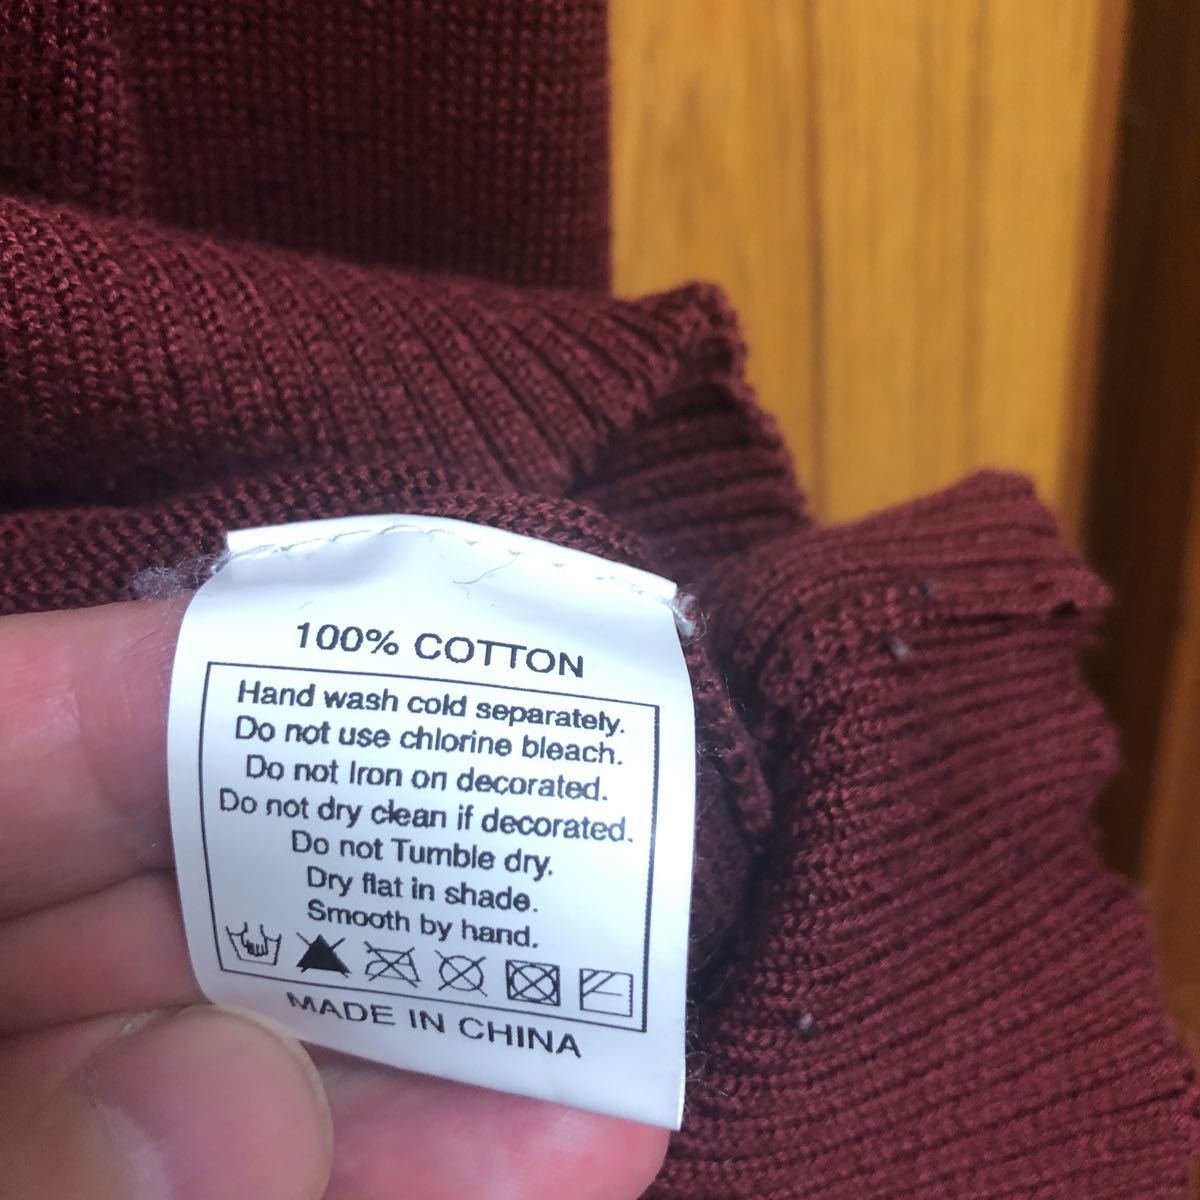 100% COTTON
Hand wash cold separately.
Do not use chlorine bleach.
Do not Iron on decorated.
Do not dry clean if decorated.
Do not Tumble dry.
Dry flat in shade.
Smooth by hand.
MADE IN CHINA